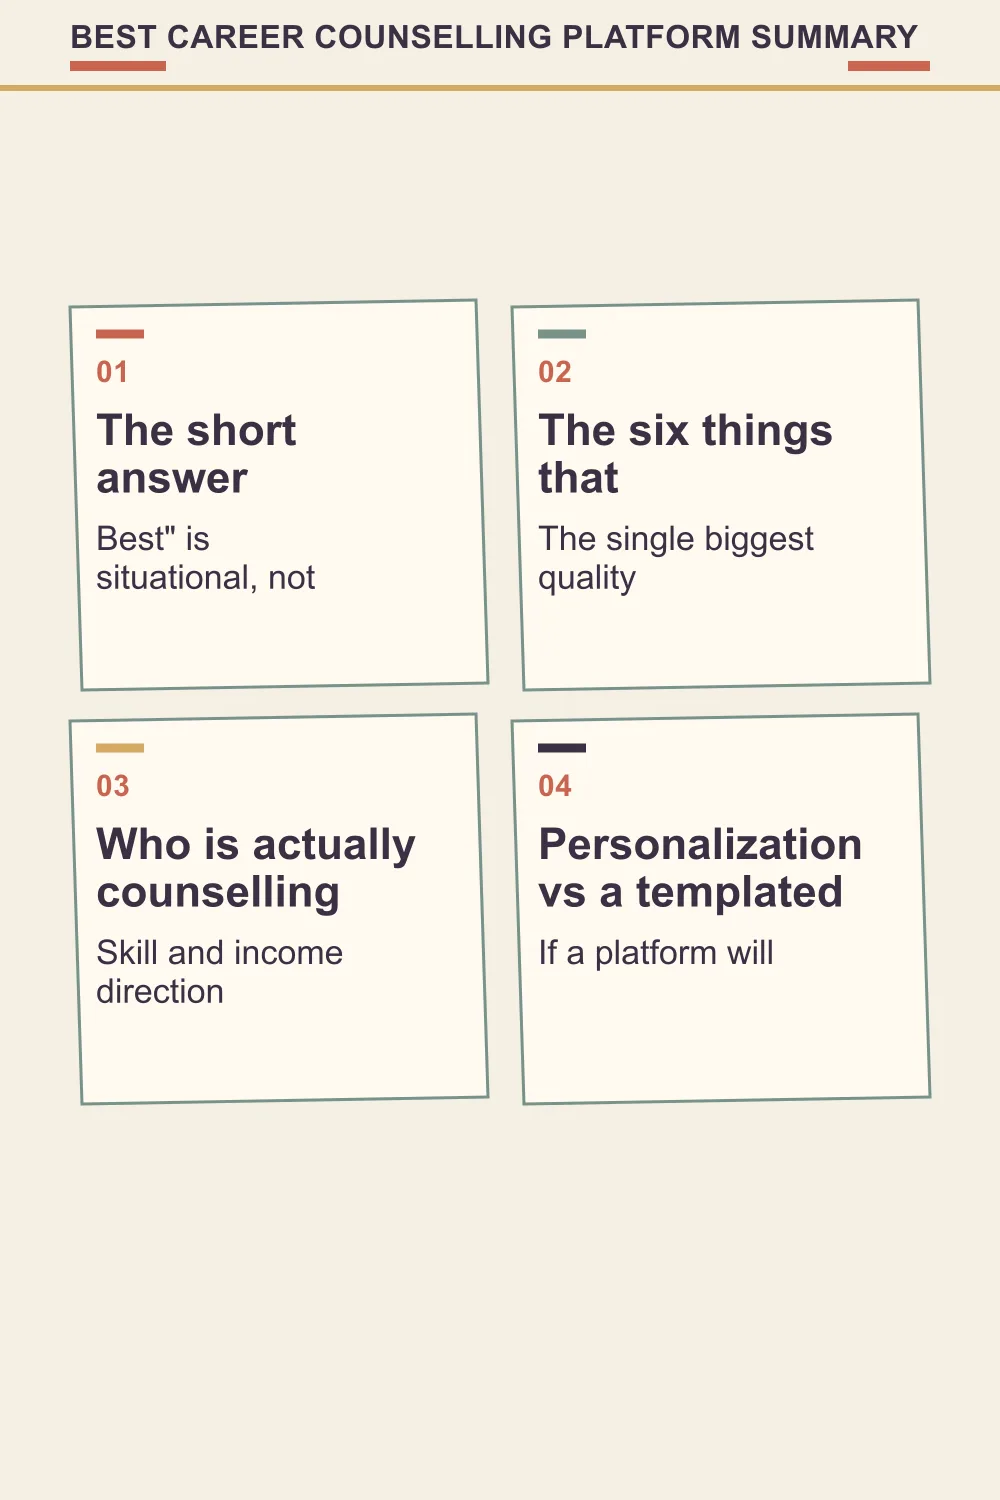 BEST CAREER COUNSELLING PLATFORM SUMMARY
01
The short
answer
Best" is
situational, not
02
The six things
that
The single biggest
quality
03
Who is actually
counselling
Skill and income
direction
04
Personalization
vs a templated
If a platform will